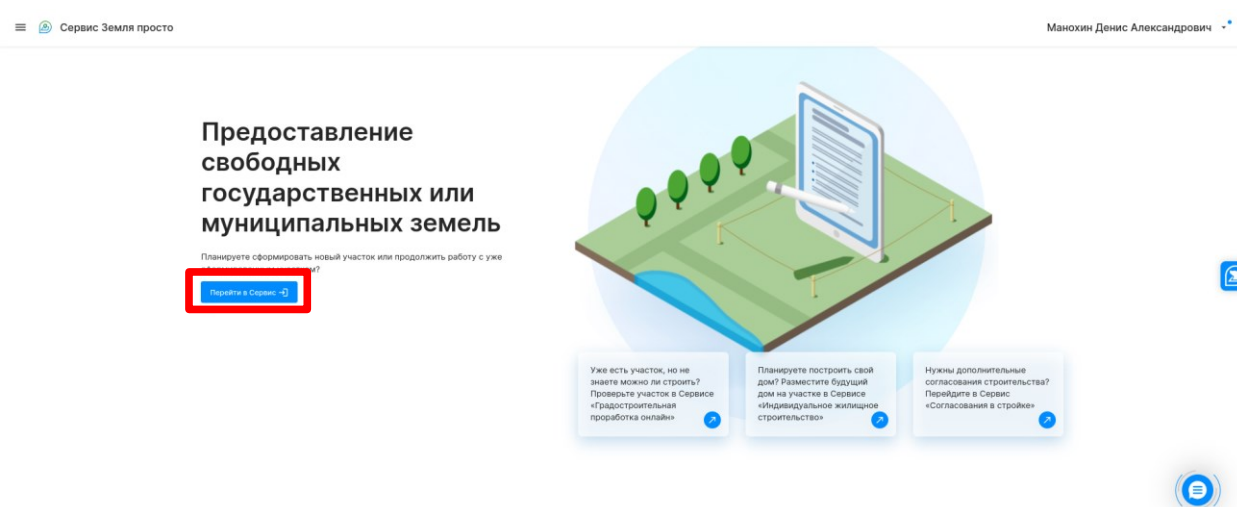 Сервис Земля просто
Манохин Денис Александрович
Предоставление
свободных
государственных или
муниципальных земель
Планируете сформировать новый участок или продолжить работу с уже
Перейти в Сервис
Уже есть участок, но не
знаете можно ли строить?
Проверьте участок в Сервисе
«Градостроительная
проработка онлайн»
Планируете построить свой
дом? Разместите будущий
дом на участке в Сервисе
«Индивидуальное жилищное
строительство»
Нужны дополнительные
согласования строительства?
Перейдите в Сервис
«Согласования в стройке»